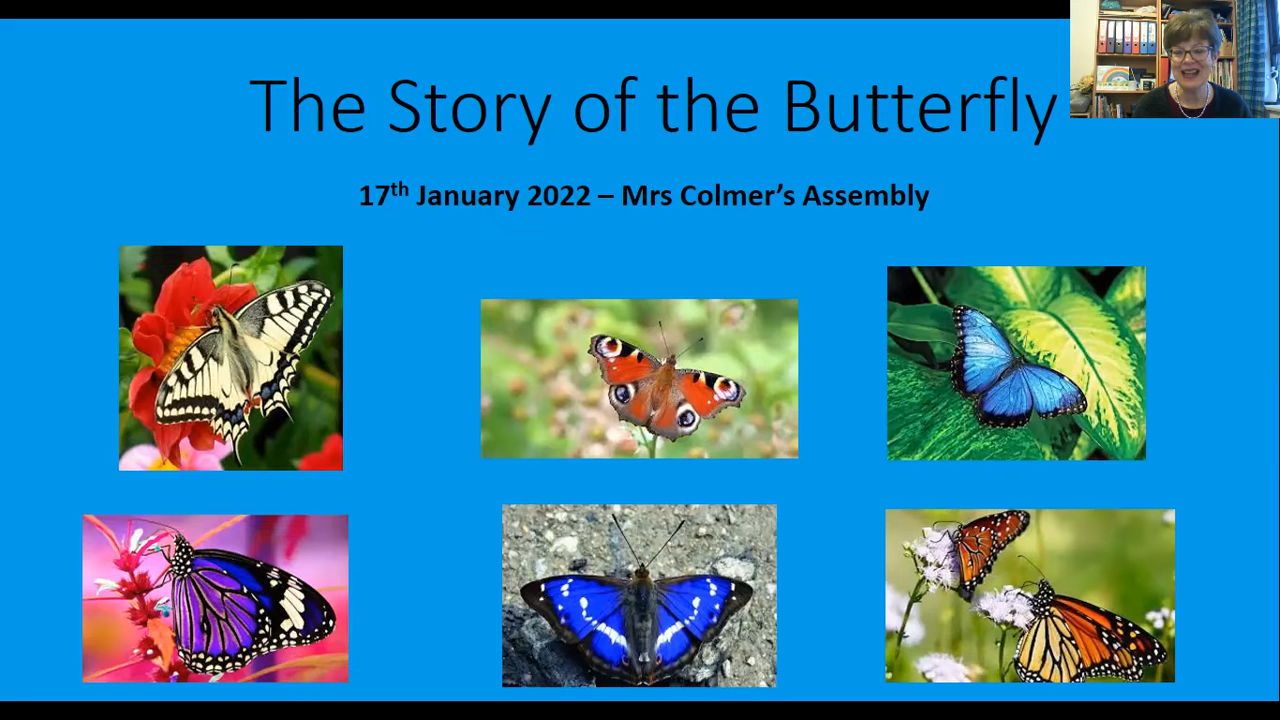 The Story of the Butterfly
17th January 2022 – Mrs Colmer's Assembly